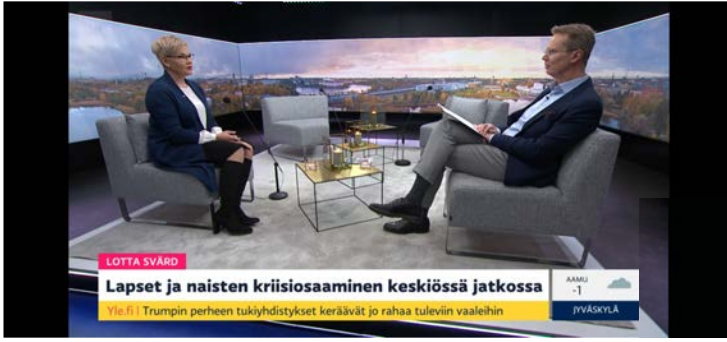 LOTTA SVÄRD
Lapset ja naisten kriisiosaaminen keskiössä jatkossa
Yle.fi | Trumpin perheen tukiyhdistykset keräävät jo rahaa tuleviin vaaleihin
AAMU
-1
JYVÄSKYLÄ